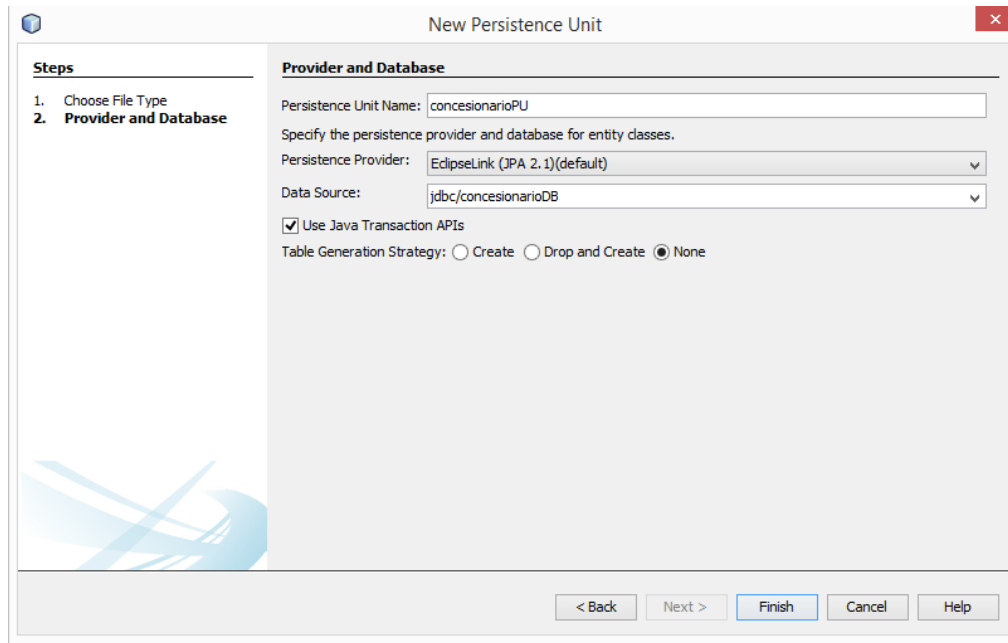 New Persistence Unit
Steps
1. Choose File Type
2. Provider and Database
Provider and Database
Persistence Unit Name: concesionarioPU
Specify the persistence provider and database for entity classes.
Persistence Provider: EclipseLink (JPA 2.1)(default)
Data Source: jdbc/concesionarioDB
Use Java Transaction APIs
Table Generation Strategy: Create Drop and Create None
< Back Next > Finish Cancel Help